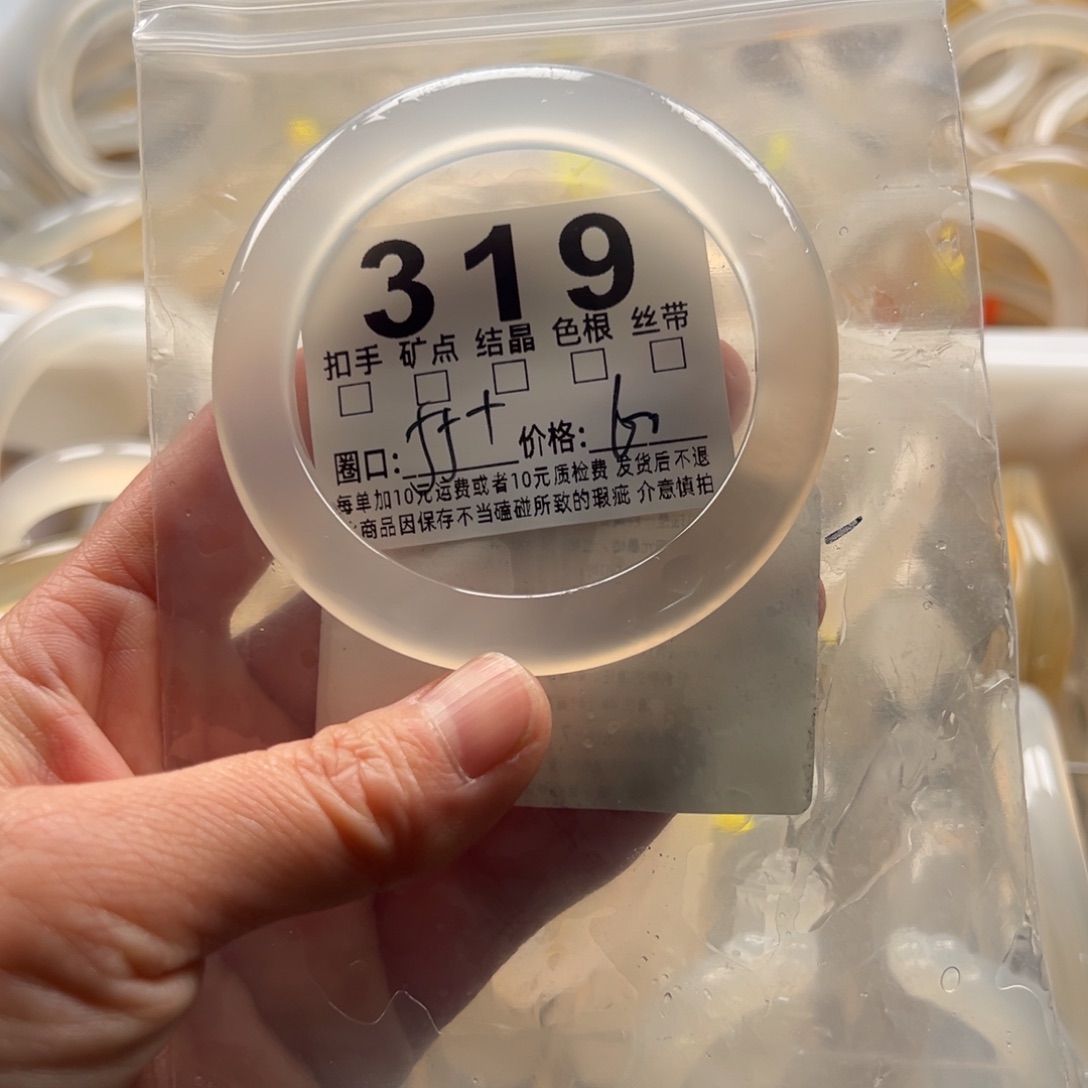 319
扣手 矿点 结晶 色根 丝带
圈口: 价格:
每单加10元运费或者10元质检费 发货后不退
商品因保存不当磕碰所致的瑕疵 介意慎拍